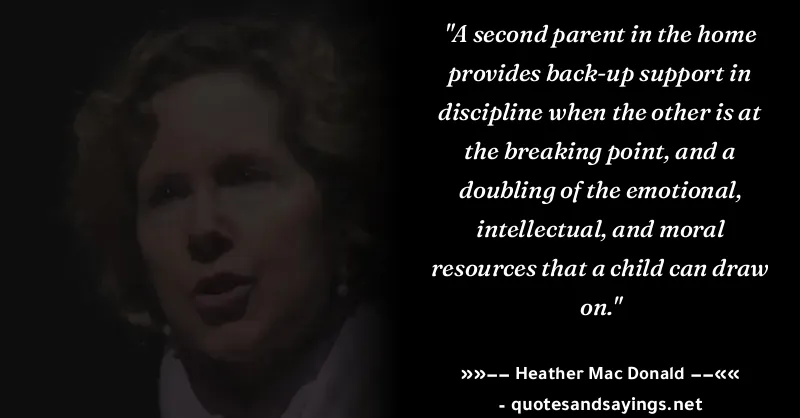 "A second parent in the home
provides back-up support in
discipline when the other is at
the breaking point, and a
doubling of the emotional,
intellectual, and moral
resources that a child can draw
on."
»»–– Heather Mac Donald ––««
- quotesandsayings.net